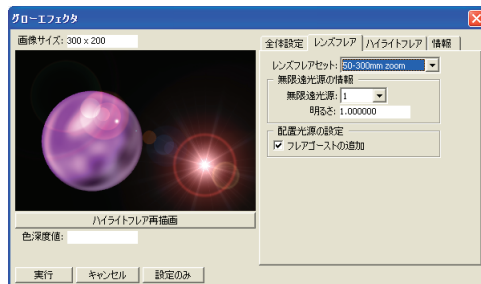 グローエフェクタ
画像サイズ: 300 x 200
ハイライトフレア再描画
色深度値:
実行 キャンセル 設定のみ
全体設定 レンズフレア ハイライトフレア 情報
レンズフレアセット: 50-300mm zoom
無限遠光源の情報
無限遠光源: 1
明るさ: 1.000000
配置光源の設定
フレアゴーストの追加